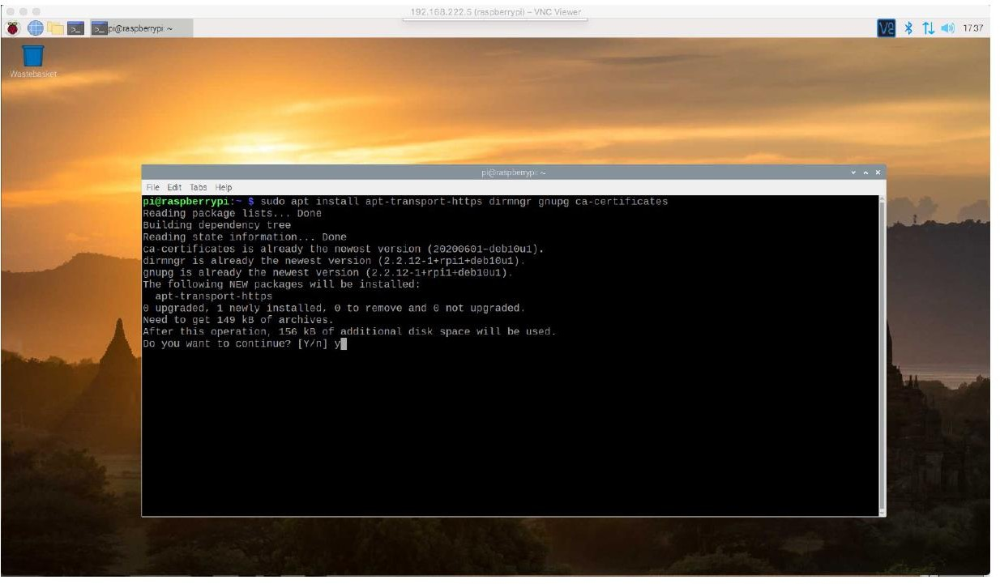 192.168.222.5 (raspberrypi) – VNC Viewer
pi@raspberrypi: ~
17:37
Wastebasket
pi@raspberrypi: ~
File Edit Tabs Help
pi@raspberrypi:~ $ sudo apt install apt-transport-https dirmngr gnupg ca-certificates
Reading package lists... Done
Building dependency tree
Reading state information... Done
ca-certificates is already the newest version (20200601~deb10u1).
dirmngr is already the newest version (2.2.12-1+rpi1+deb10u1).
gnupg is already the newest version (2.2.12-1+rpi1+deb10u1).
The following NEW packages will be installed:
apt-transport-https
0 upgraded, 1 newly installed, 0 to remove and 0 not upgraded.
Need to get 149 kB of archives.
After this operation, 156 kB of additional disk space will be used.
Do you want to continue? [Y/n] y